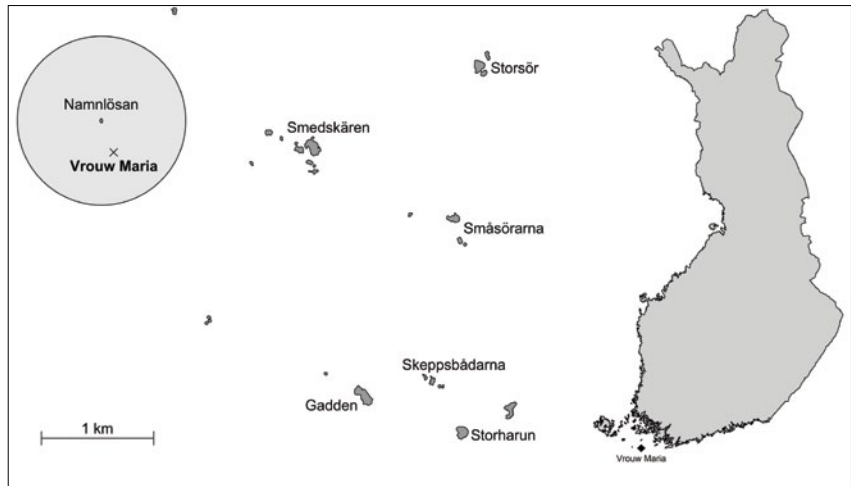 Storsör
Namnlösan
Smedskären
Vrouw Maria
Småsörarna
Skeppsbådarna
Gadden
1 km
Storharun
Vrouw Maria